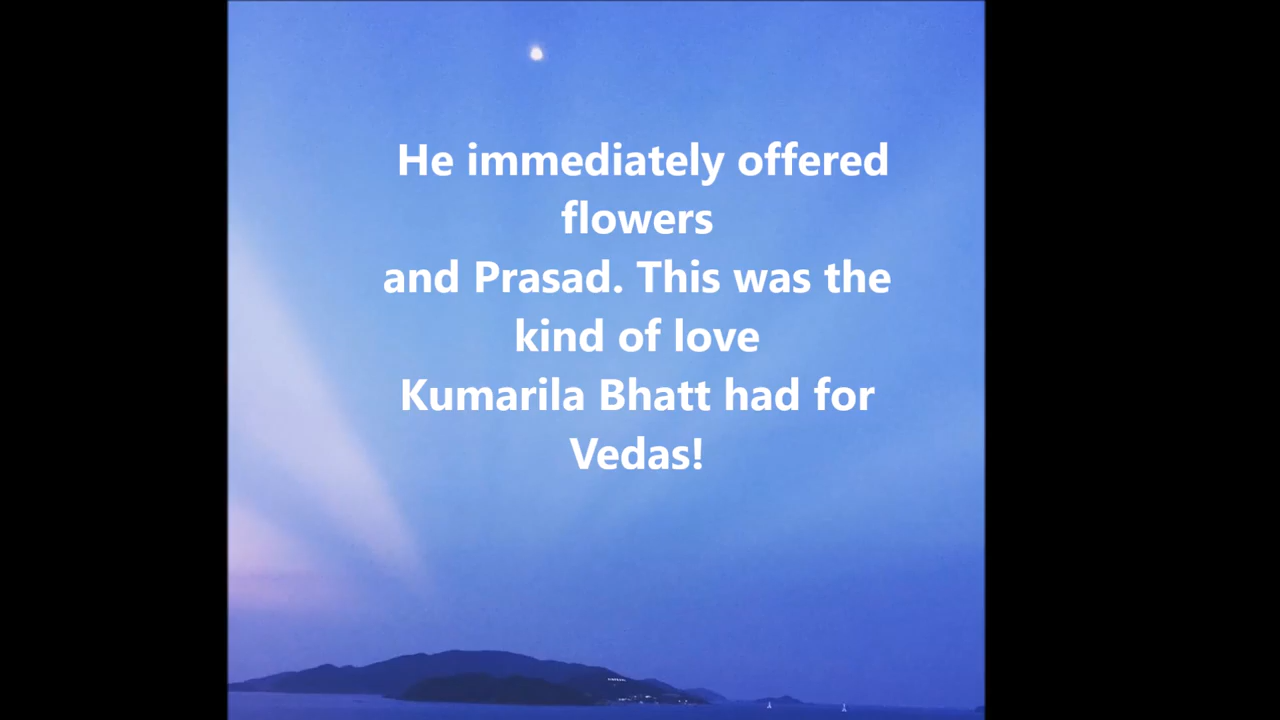 He immediately offered
flowers
and Prasad. This was the
kind of love
Kumarila Bhatt had for
Vedas!